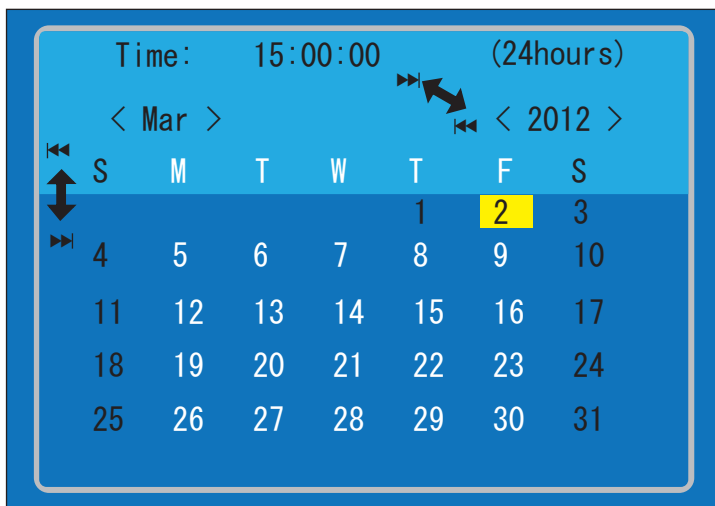 Time: 15:00:00 (24hours)
< Mar > < 2012 >
S M T W T F S
1 2 3
4 5 6 7 8 9 10
11 12 13 14 15 16 17
18 19 20 21 22 23 24
25 26 27 28 29 30 31